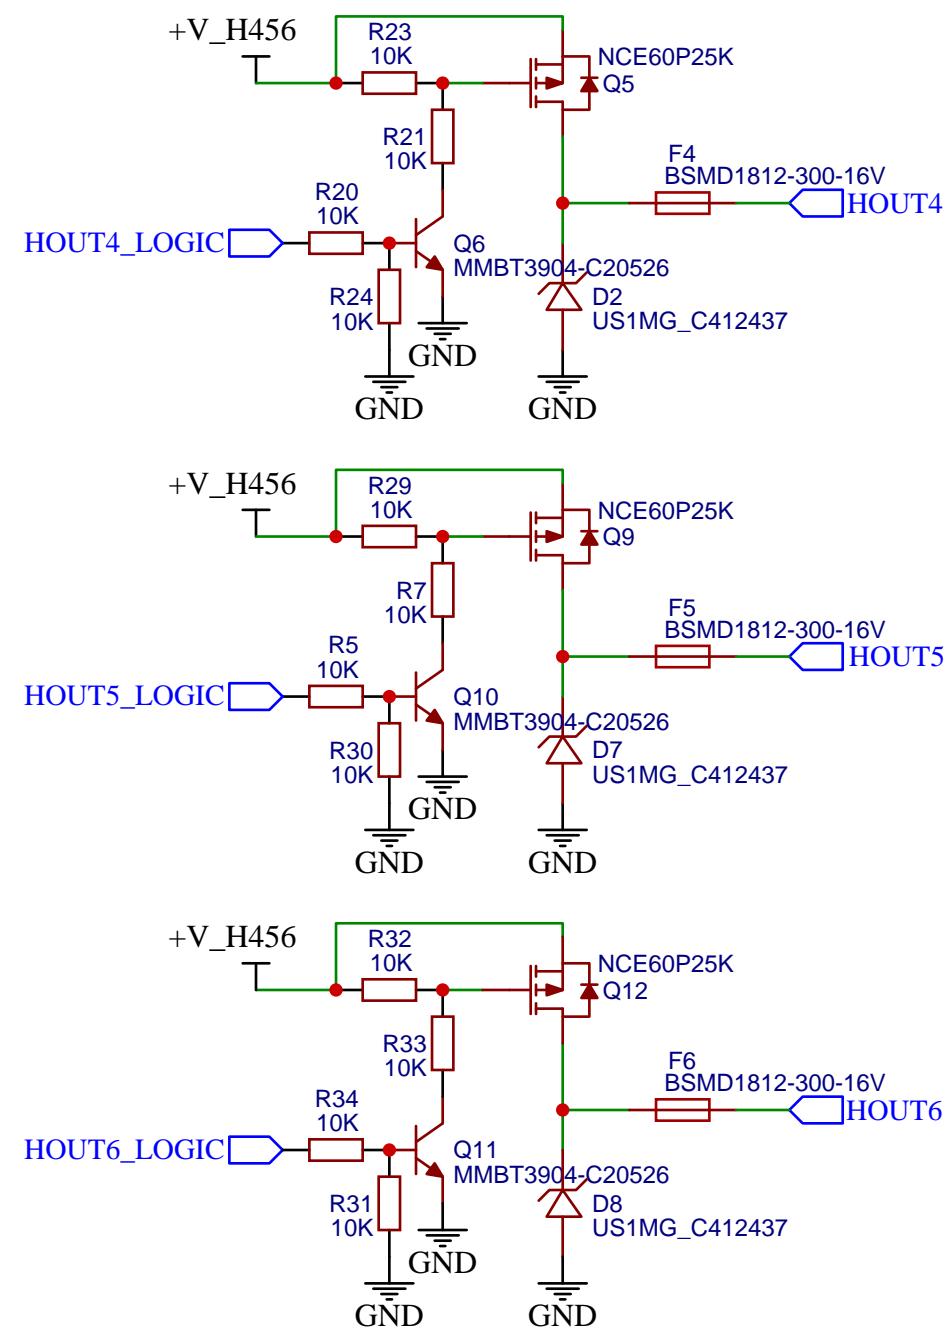 +V_H456
R23
10K
NCE60P25K
Q5
R21
10K
F4
BSMD1812-300-16V
HOUT4
R20
10K
HOUT4_LOGIC
Q6
MMBT3904-C20526
R24
10K
D2
US1MG_C412437
GND
GND
GND
+V_H456
R29
10K
NCE60P25K
Q9
R7
10K
F5
BSMD1812-300-16V
HOUT5
R5
10K
HOUT5_LOGIC
Q10
MMBT3904-C20526
R30
10K
D7
US1MG_C412437
GND
GND
GND
+V_H456
R32
10K
NCE60P25K
Q12
R33
10K
F6
BSMD1812-300-16V
HOUT6
R34
10K
HOUT6_LOGIC
Q11
MMBT3904-C20526
R31
10K
D8
US1MG_C412437
GND
GND
GND